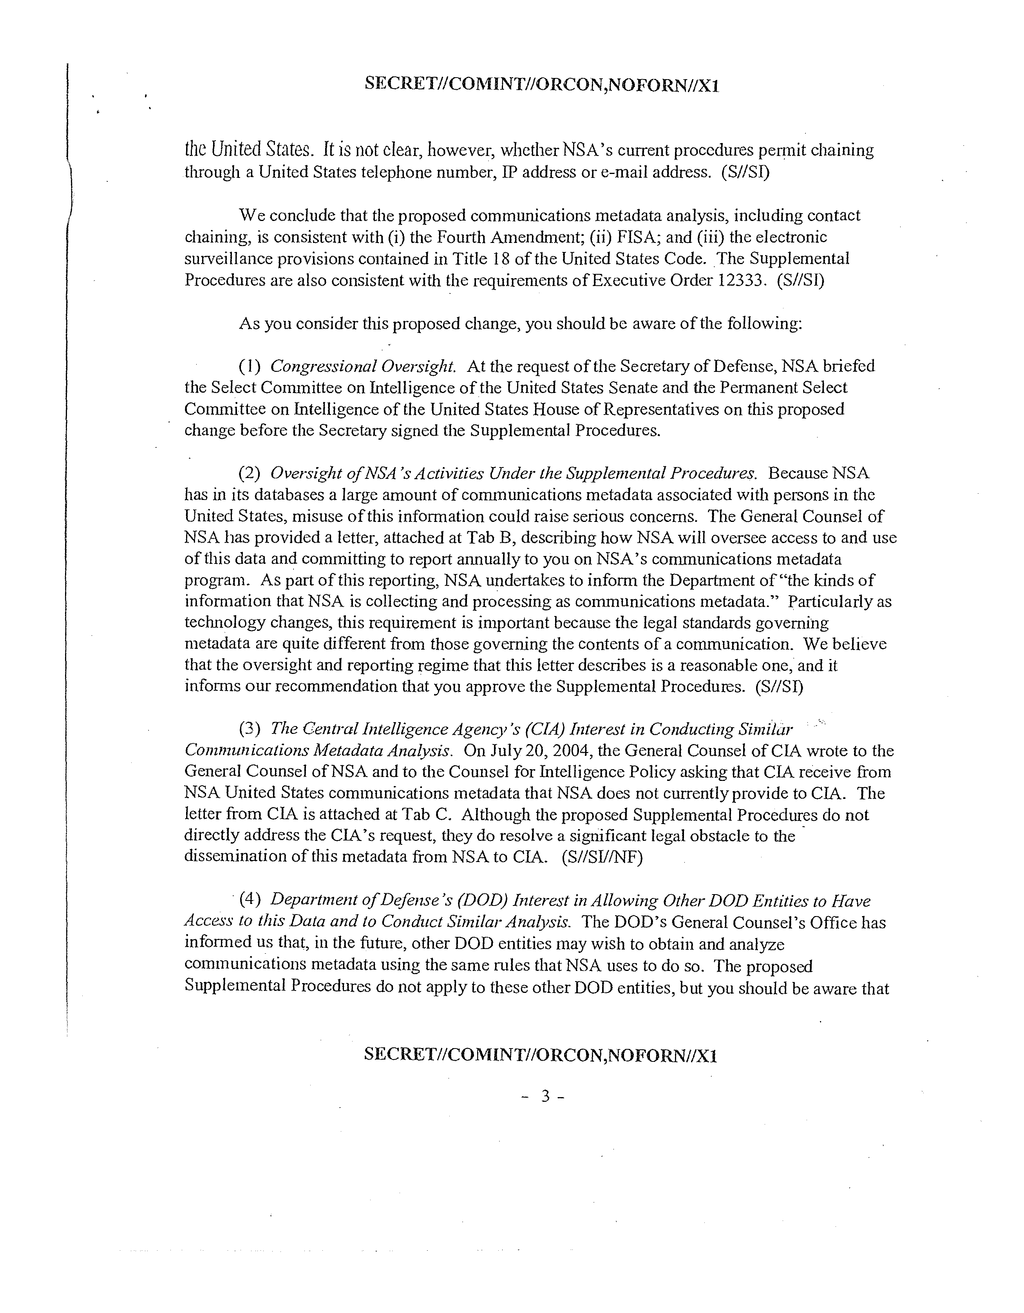 SECRET//COMINT//ORCON,NOFORN//X1
the United States. It is not clear, however, whether NSA's current procedures permit chaining
through a United States telephone number, IP address or e-mail address. (S//SI)
We conclude that the proposed communications metadata analysis, including contact
chaining, is consistent with (i) the Fourth Amendment; (ii) FISA; and (iii) the electronic
surveillance provisions contained in Title 18 of the United States Code. The Supplemental
Procedures are also consistent with the requirements of Executive Order 12333. (S//SI)
As you consider this proposed change, you should be aware of the following:
(1) Congressional Oversight. At the request of the Secretary of Defense, NSA briefed
the Select Committee on Intelligence of the United States Senate and the Permanent Select
Committee on Intelligence of the United States House of Representatives on this proposed
change before the Secretary signed the Supplemental Procedures.
(2) Oversight of NSA's Activities Under the Supplemental Procedures. Because NSA
has in its databases a large amount of communications metadata associated with persons in the
United States, misuse of this information could raise serious concerns. The General Counsel of
NSA has provided a letter, attached at Tab B, describing how NSA will oversee access to and use
of this data and committing to report annually to you on NSA's communications metadata
program. As part of this reporting, NSA undertakes to inform the Department of "the kinds of
information that NSA is collecting and processing as communications metadata." Particularly as
technology changes, this requirement is important because the legal standards governing
metadata are quite different from those governing the contents of a communication. We believe
that the oversight and reporting regime that this letter describes is a reasonable one, and it
informs our recommendation that you approve the Supplemental Procedures. (S//SI)
(3) The Central Intelligence Agency's (CIA) Interest in Conducting Similar
Communications Metadata Analysis. On July 20, 2004, the General Counsel of CIA wrote to the
General Counsel of NSA and to the Counsel for Intelligence Policy asking that CIA receive from
NSA United States communications metadata that NSA does not currently provide to CIA. The
letter from CIA is attached at Tab C. Although the proposed Supplemental Procedures do not
directly address the CIA's request, they do resolve a significant legal obstacle to the
dissemination of this metadata from NSA to CIA. (S//SI//NF)
(4) Department of Defense's (DOD) Interest in Allowing Other DOD Entities to Have
Access to this Data and to Conduct Similar Analysis. The DOD's General Counsel's Office has
informed us that, in the future, other DOD entities may wish to obtain and analyze
communications metadata using the same rules that NSA uses to do so. The proposed
Supplemental Procedures do not apply to these other DOD entities, but you should be aware that
SECRET//COMINT//ORCON,NOFORN//X1
- 3 -